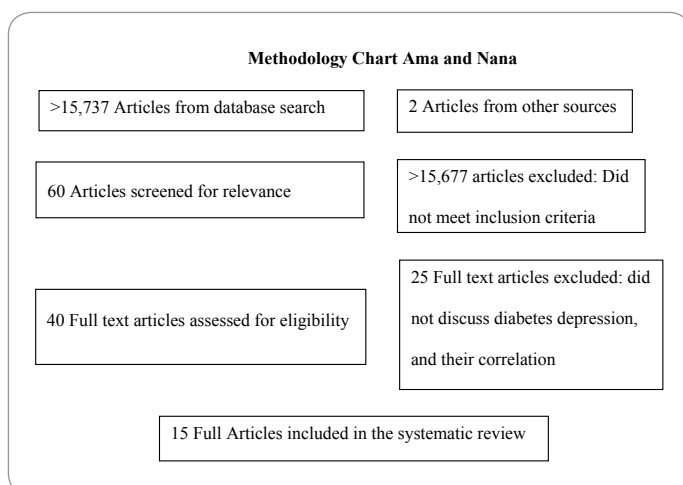 Methodology Chart Ama and Nana
>15,737 Articles from database search
2 Articles from other sources
60 Articles screened for relevance
>15,677 articles excluded: Did
not meet inclusion criteria
40 Full text articles assessed for eligibility
25 Full text articles excluded: did
not discuss diabetes depression,
and their correlation
15 Full Articles included in the systematic review